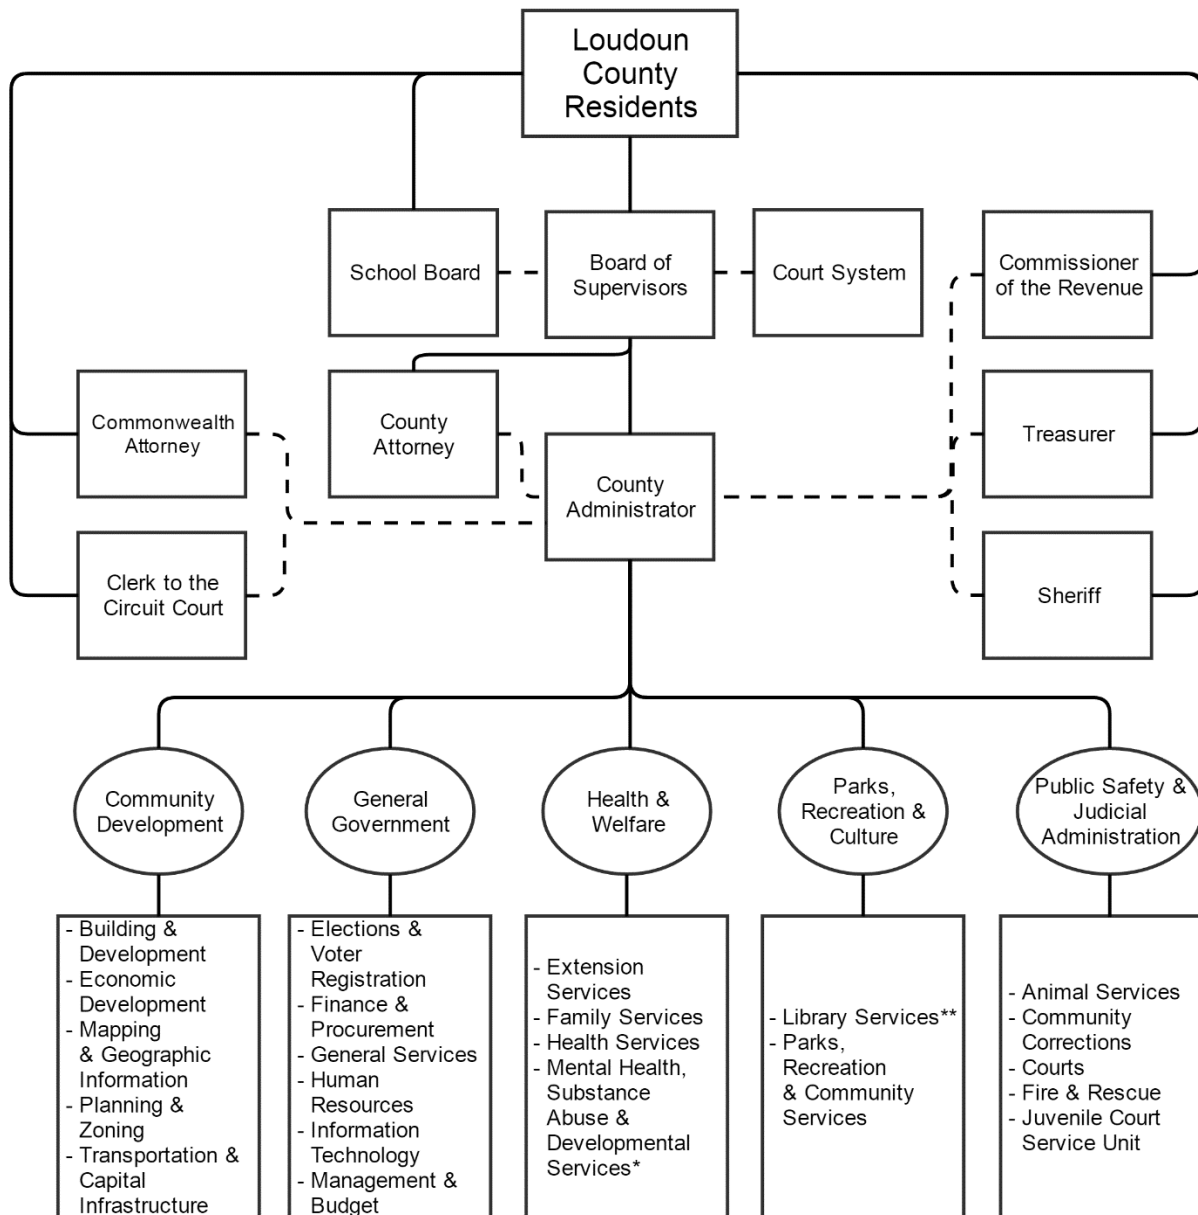 Loudoun
County
Residents
School Board
Board of
Supervisors
Court System
Commissioner
of the Revenue
Commonwealth
Attorney
County
Attorney
County
Administrator
Treasurer
Clerk to the
Circuit Court
Sheriff
Community
Development
General
Government
Health &
Welfare
Parks,
Recreation &
Culture
Public Safety &
Judicial
Administration
- Building &
Development
- Economic
Development
- Mapping
& Geographic
Information
- Planning &
Zoning
- Transportation &
Capital
Infrastructure
- Elections &
Voter
Registration
- Finance &
Procurement
- General Services
- Human
Resources
- Information
Technology
- Management &
Budget
- Extension
Services
- Family Services
- Health Services
- Mental Health,
Substance
Abuse &
Developmental
Services*
- Library Services**
- Parks,
Recreation
& Community
Services
- Animal Services
- Community
Corrections
- Courts
- Fire & Rescue
- Juvenile Court
Service Unit